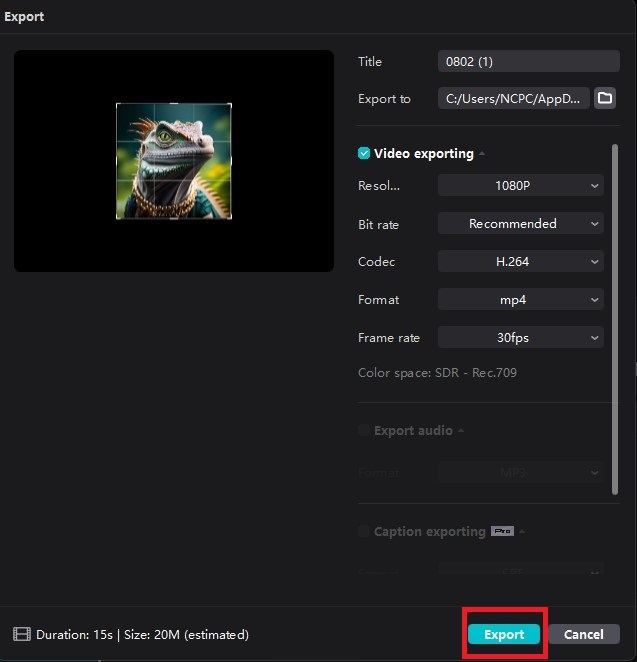 Export
Title
0802 (1)
Export to
C:/Users/NCPC/AppD...
Video exporting
Resol...
1080P
Bit rate
Recommended
Codec
H.264
Format
mp4
Frame rate
30fps
Color space: SDR - Rec.709
Export audio
Format
MP3
Caption exporting Pro
Format
Duration: 15s | Size: 20M (estimated)
Export
Cancel